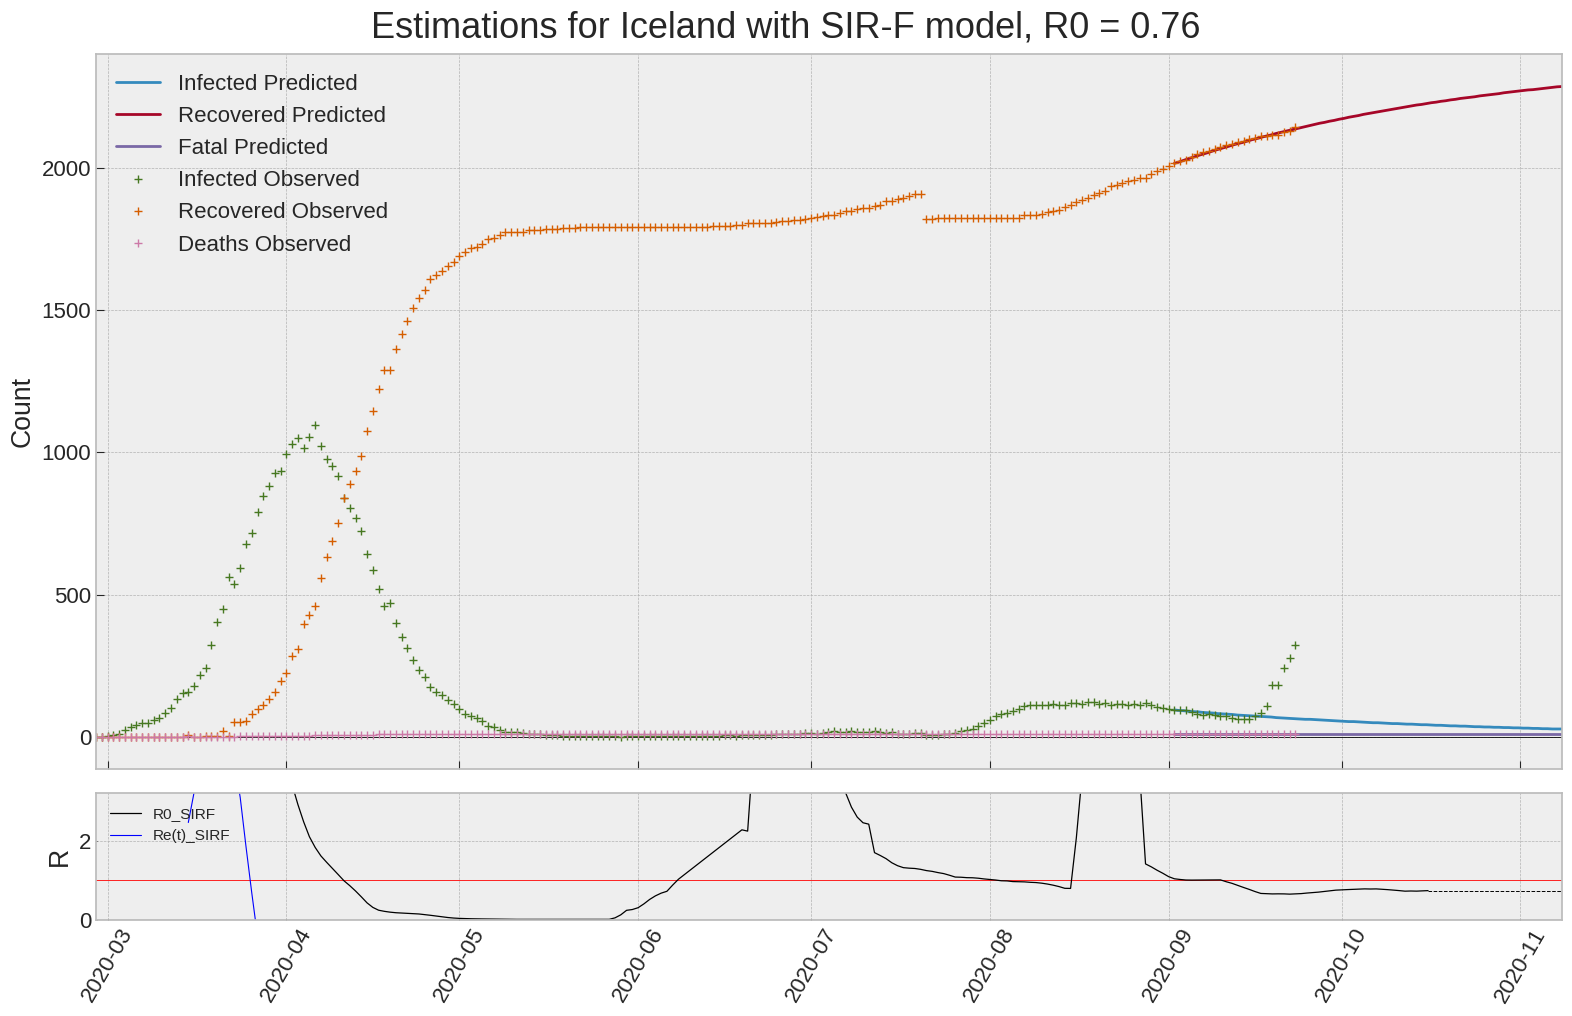 Estimations for Iceland with SIR-F model, R0 = 0.76
Infected Predicted
Recovered Predicted
Fatal Predicted
Infected Observed
Recovered Observed
Deaths Observed
Count
2000
1500
1000
500
0
R0_SIRF
Re(t)_SIRF
R
2
0
2020-03
2020-04
2020-05
2020-06
2020-07
2020-08
2020-09
2020-10
2020-11